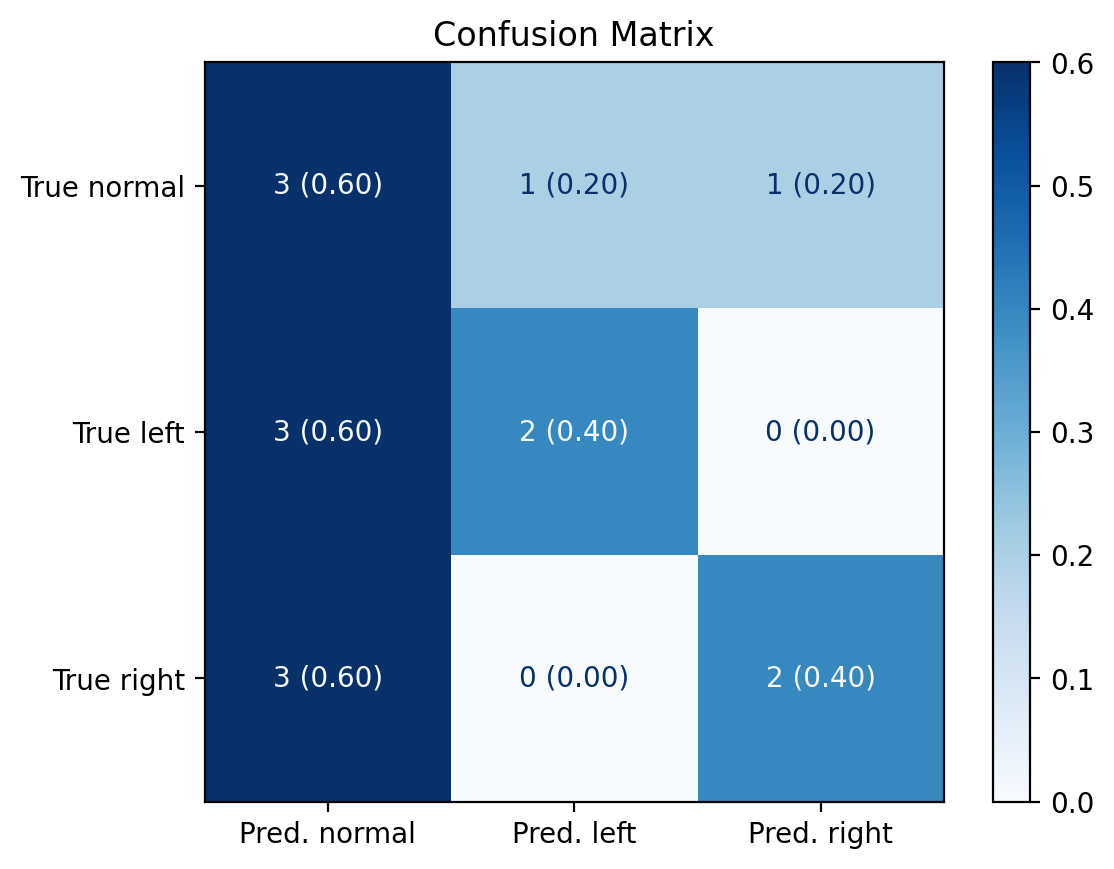 Confusion Matrix
True normal
3 (0.60)
1 (0.20)
1 (0.20)
True left
3 (0.60)
2 (0.40)
0 (0.00)
True right
3 (0.60)
0 (0.00)
2 (0.40)
Pred. normal
Pred. left
Pred. right
0.6
0.5
0.4
0.3
0.2
0.1
0.0